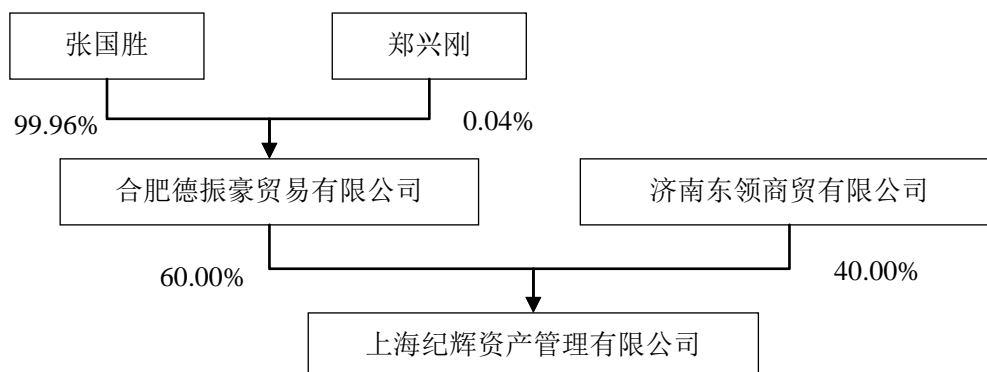 张国胜
郑兴刚
99.96%
0.04%
合肥德振豪贸易有限公司
济南东领商贸有限公司
60.00%
40.00%
上海纪辉资产管理有限公司